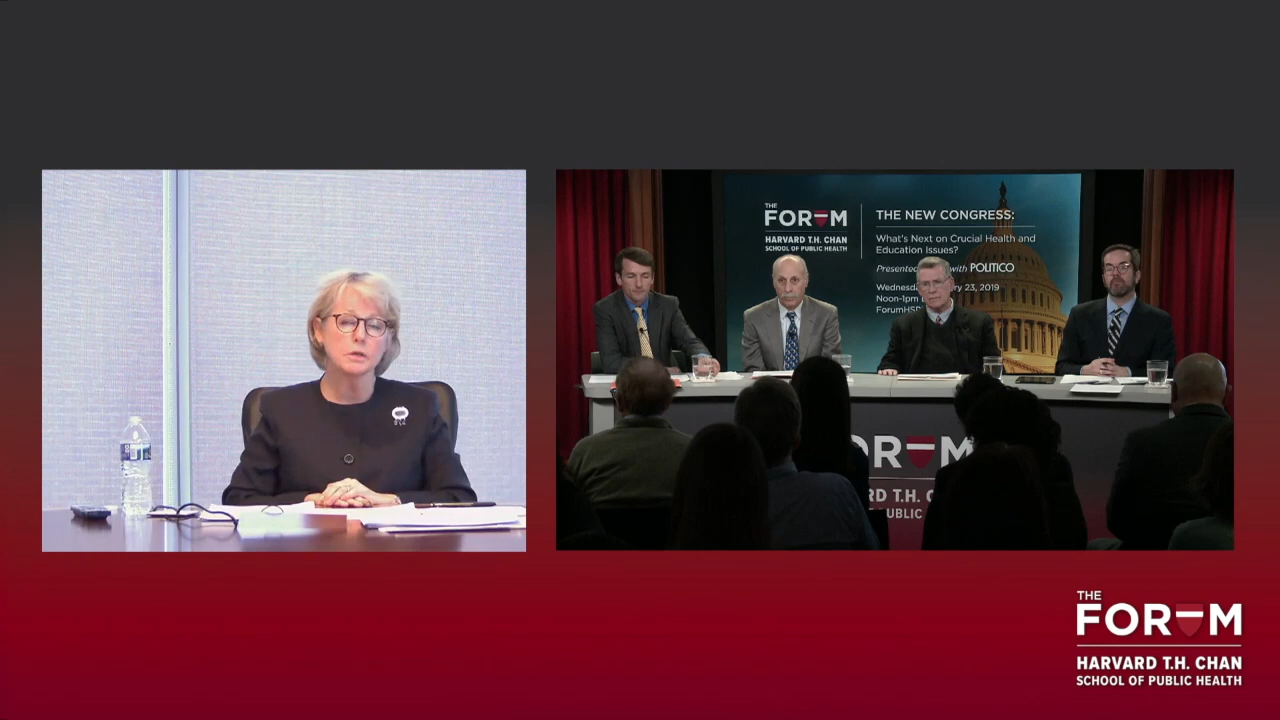 THE
FORUM
HARVARD T.H. CHAN
SCHOOL OF PUBLIC HEALTH
THE NEW CONGRESS:
What's Next on Crucial Health and
Education Issues?
Presented with POLITICO
23, 2019
Noon-1pm
FORUM
RD T.H.
UBLIC
THE
FORUM
HARVARD T.H. CHAN
SCHOOL OF PUBLIC HEALTH